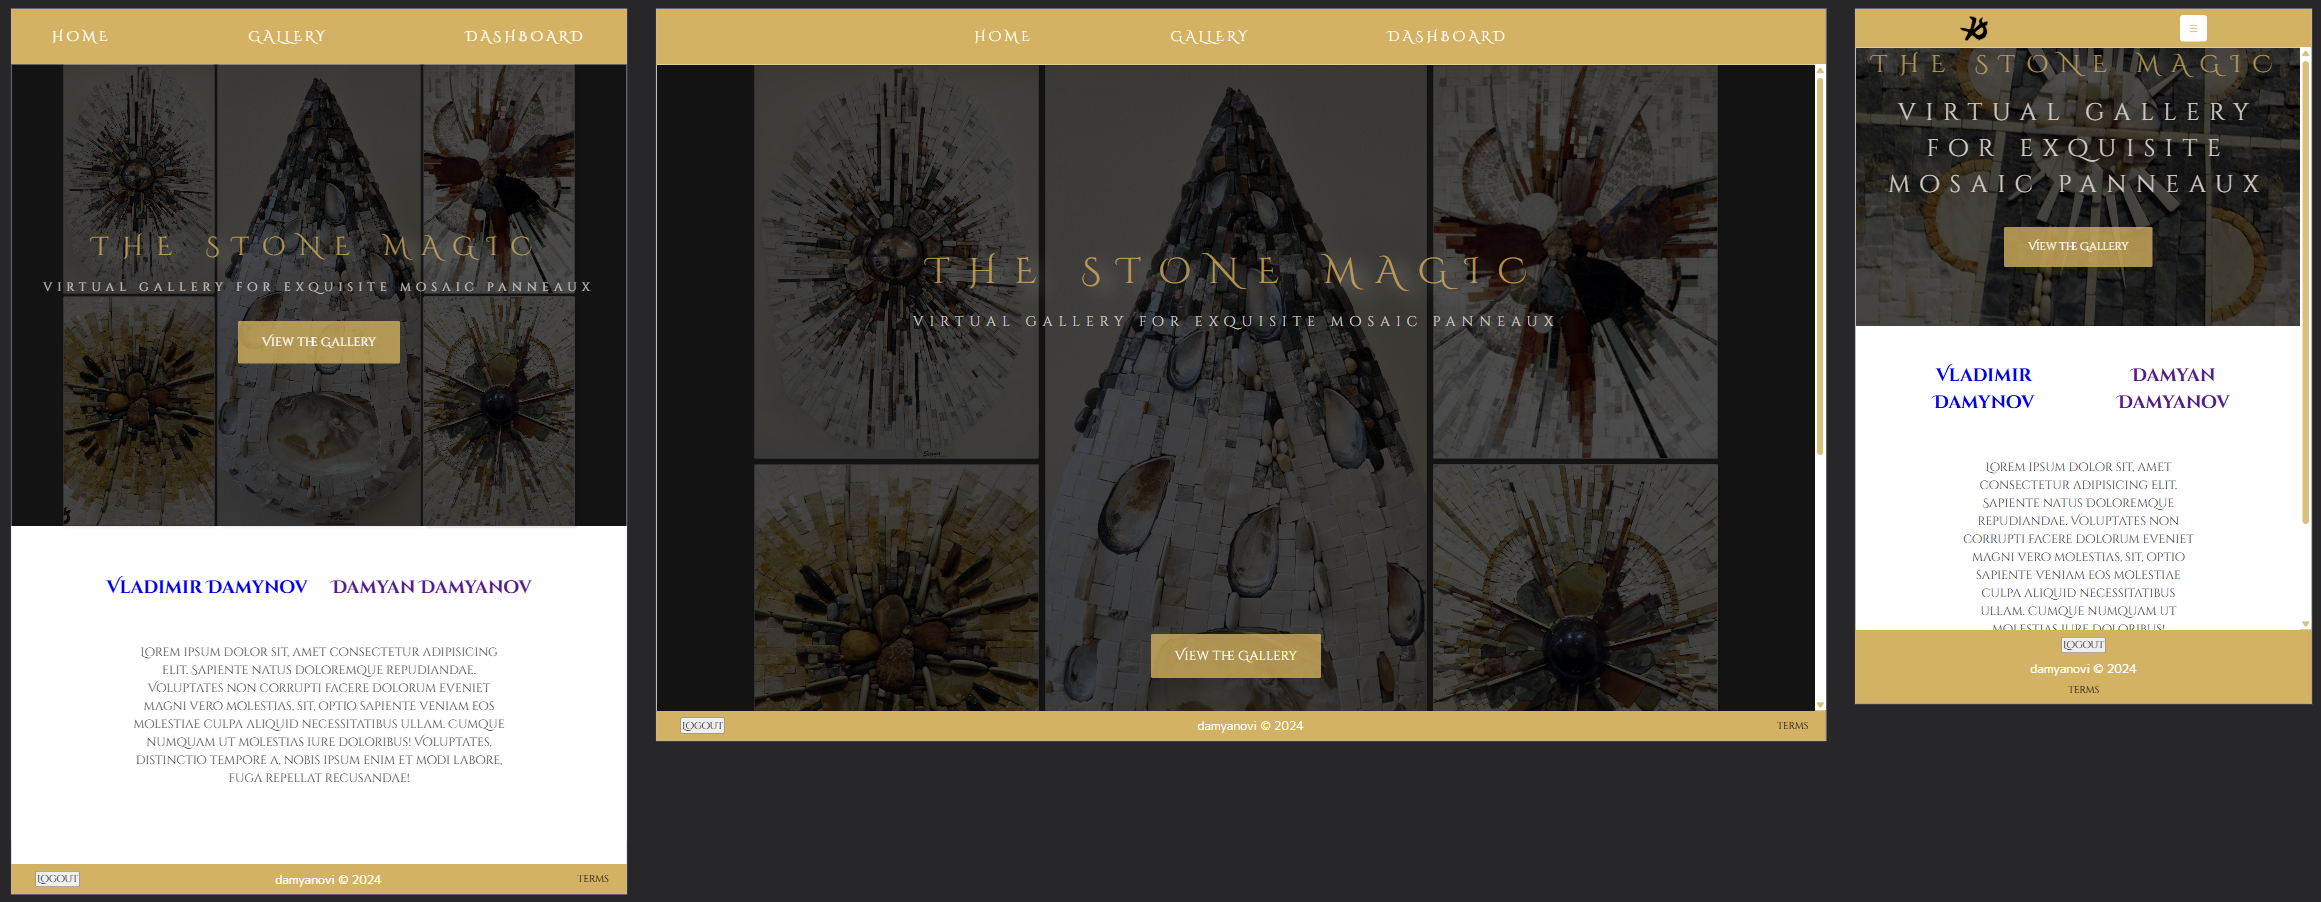 HOME
GALLERY
DASHBOARD
THE STONE MAGIC
VIRTUAL GALLERY FOR EXQUISITE MOSAIC PANNEAUX
VIEW THE GALLERY
VLADIMIR DAMYNOV
DAMYAN DAMYANOV
LOREM IPSUM DOLOR SIT, AMET CONSECTETUR ADIPISICING
ELIT. SAPIENTE NATUS DOLOREMQUE REPUDIANDAE.
VOLUPTATES NON CORRUPTI FACERE DOLORUM EVENIET
MAGNI VERO MOLESTIAS, SIT, OPTIO SAPIENTE VENIAM EOS
MOLESTIAE CULPA ALIQUID NECESSITATIBUS ULLAM. CUMQUE
NUMQUAM UT MOLESTIAS IURE DOLORIBUS! VOLUPTATES,
DISTINCTIO TEMPORE A, NOBIS IPSUM ENIM ET MODI LABORE,
FUGA REPELLAT RECUSANDAE!
LOGOUT
damyanovi © 2024
TERMS
HOME
GALLERY
DASHBOARD
THE STONE MAGIC
VIRTUAL GALLERY FOR EXQUISITE MOSAIC PANNEAUX
VIEW THE GALLERY
LOGOUT
damyanovi © 2024
TERMS
THE STONE MAGIC
VIRTUAL GALLERY
FOR EXQUISITE
MOSAIC PANNEAUX
VIEW THE GALLERY
VLADIMIR
DAMYNOV
DAMYAN
DAMYANOV
LOREM IPSUM DOLOR SIT, AMET
CONSECTETUR ADIPISICING ELIT.
SAPIENTE NATUS DOLOREMQUE
REPUDIANDAE. VOLUPTATES NON
CORRUPTI FACERE DOLORUM EVENIET
MAGNI VERO MOLESTIAS, SIT, OPTIO
SAPIENTE VENIAM EOS MOLESTIAE
CULPA ALIQUID NECESSITATIBUS
ULLAM. CUMQUE NUMQUAM UT
MOLESTIAS IURE DOLORIBUS!
LOGOUT
damyanovi © 2024
TERMS